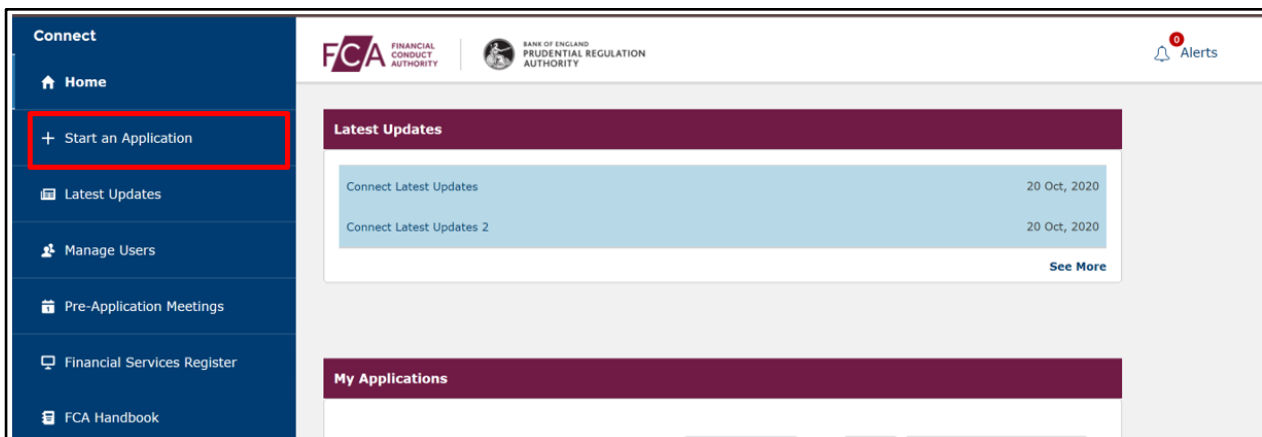 Connect
Home
Start an Application
Latest Updates
Manage Users
Pre-Application Meetings
Financial Services Register
FCA Handbook
FCA
FINANCIAL
CONDUCT
AUTHORITY
BANK OF ENGLAND
PRUDENTIAL REGULATION
AUTHORITY
0
Alerts
Latest Updates
Connect Latest Updates 20 Oct, 2020
Connect Latest Updates 2 20 Oct, 2020
See More
My Applications